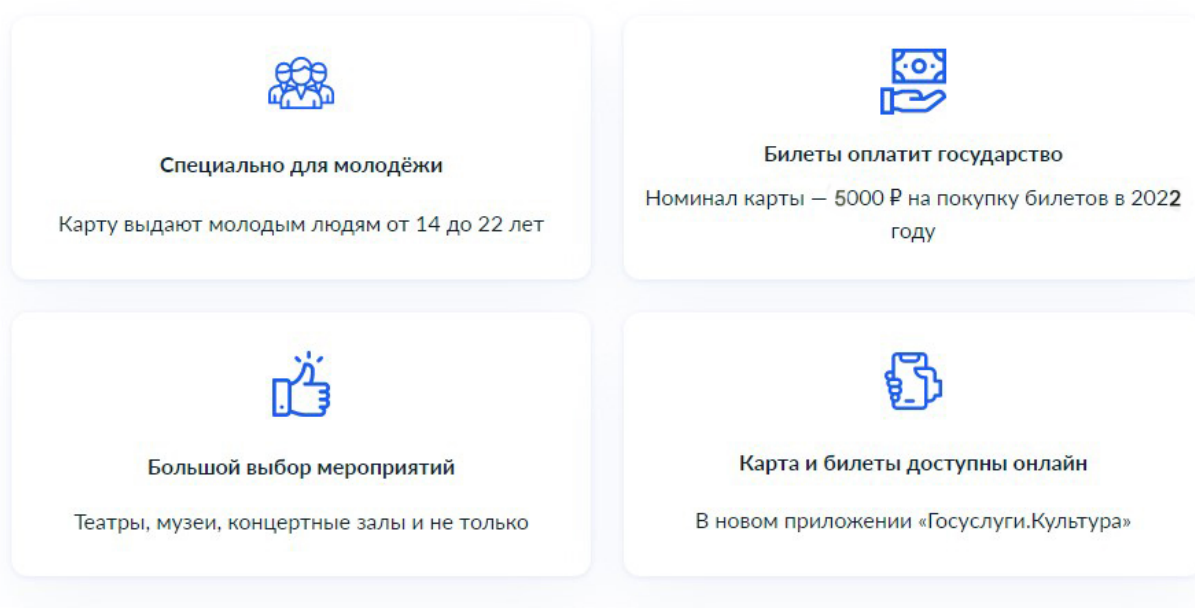 Специально для молодёжи
Карту выдают молодым людям от 14 до 22 лет
Билеты оплатит государство
Номинал карты — 5000 ₽ на покупку билетов в 2022
году
Большой выбор мероприятий
Театры, музеи, концертные залы и не только
Карта и билеты доступны онлайн
В новом приложении «Госуслуги.Культура»